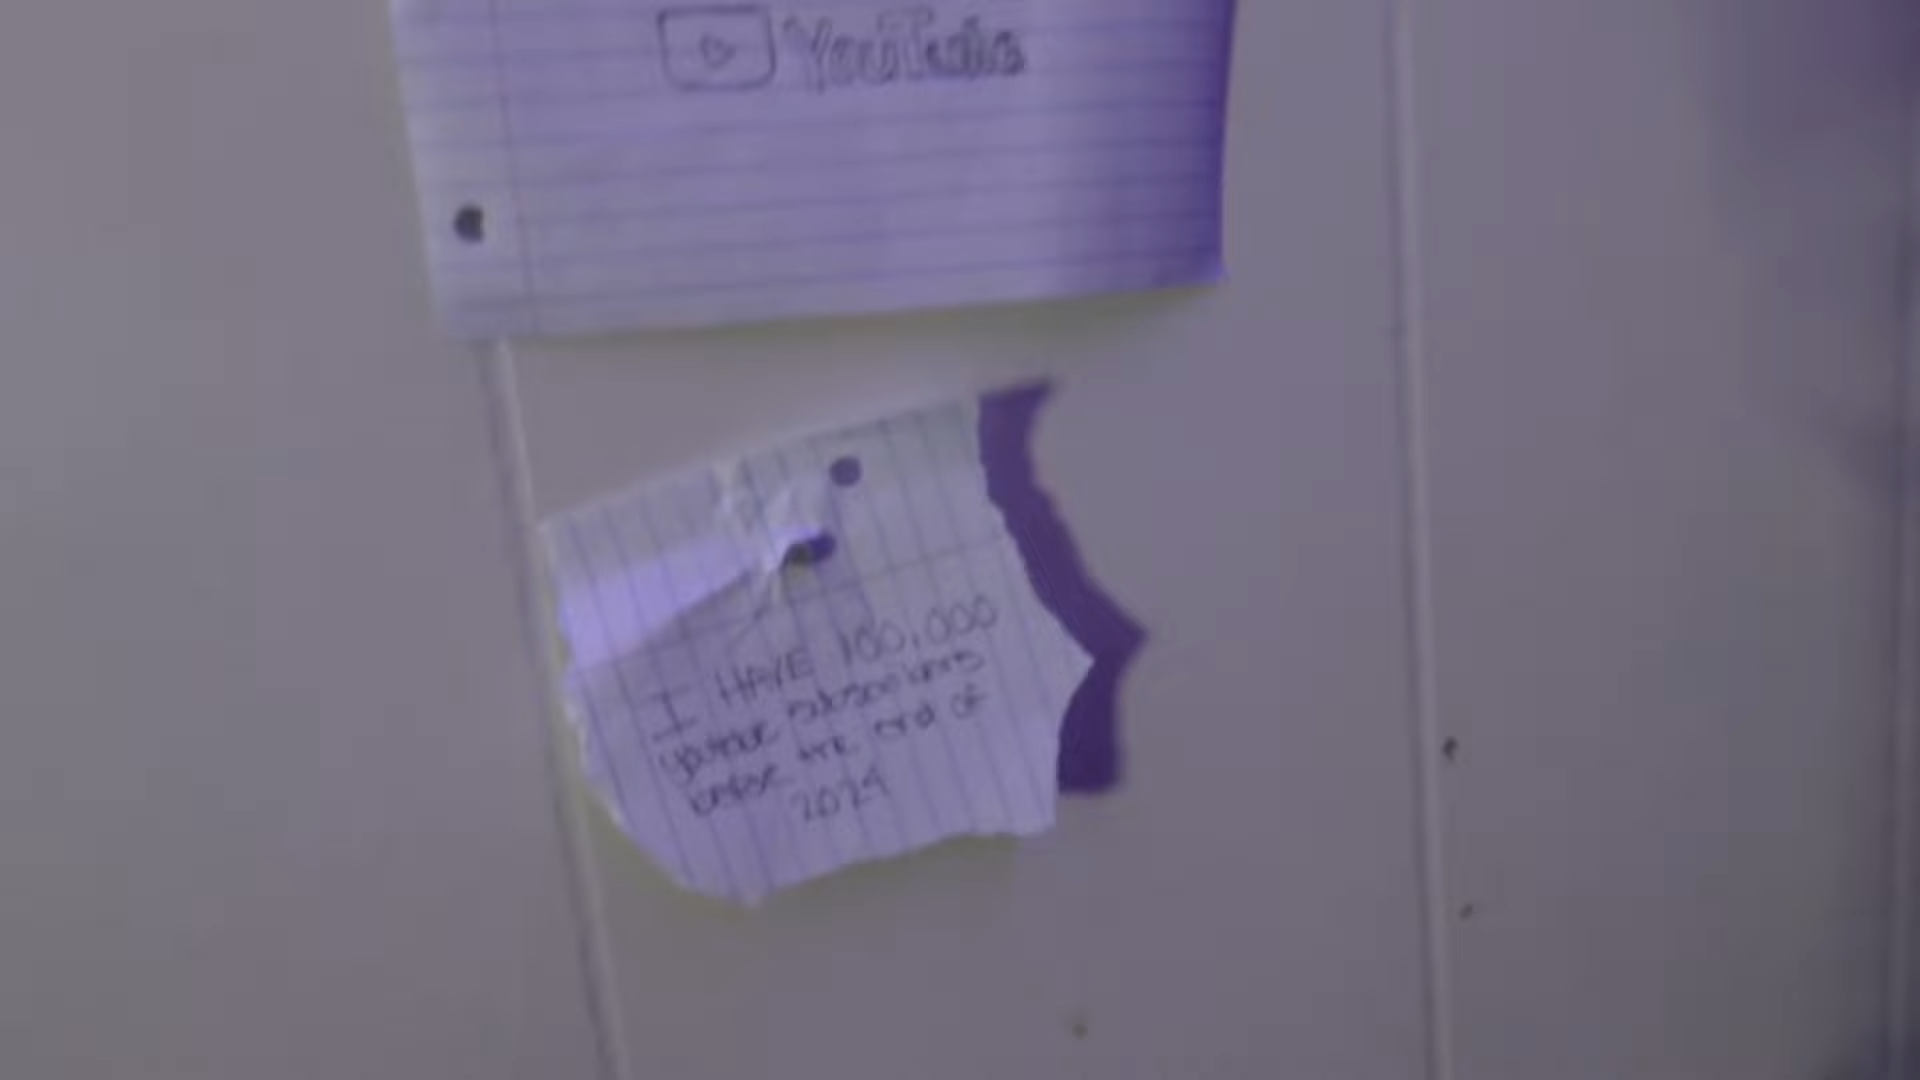 YouTube
I HAVE 100,000
youtube subscribers
before the end of
2024